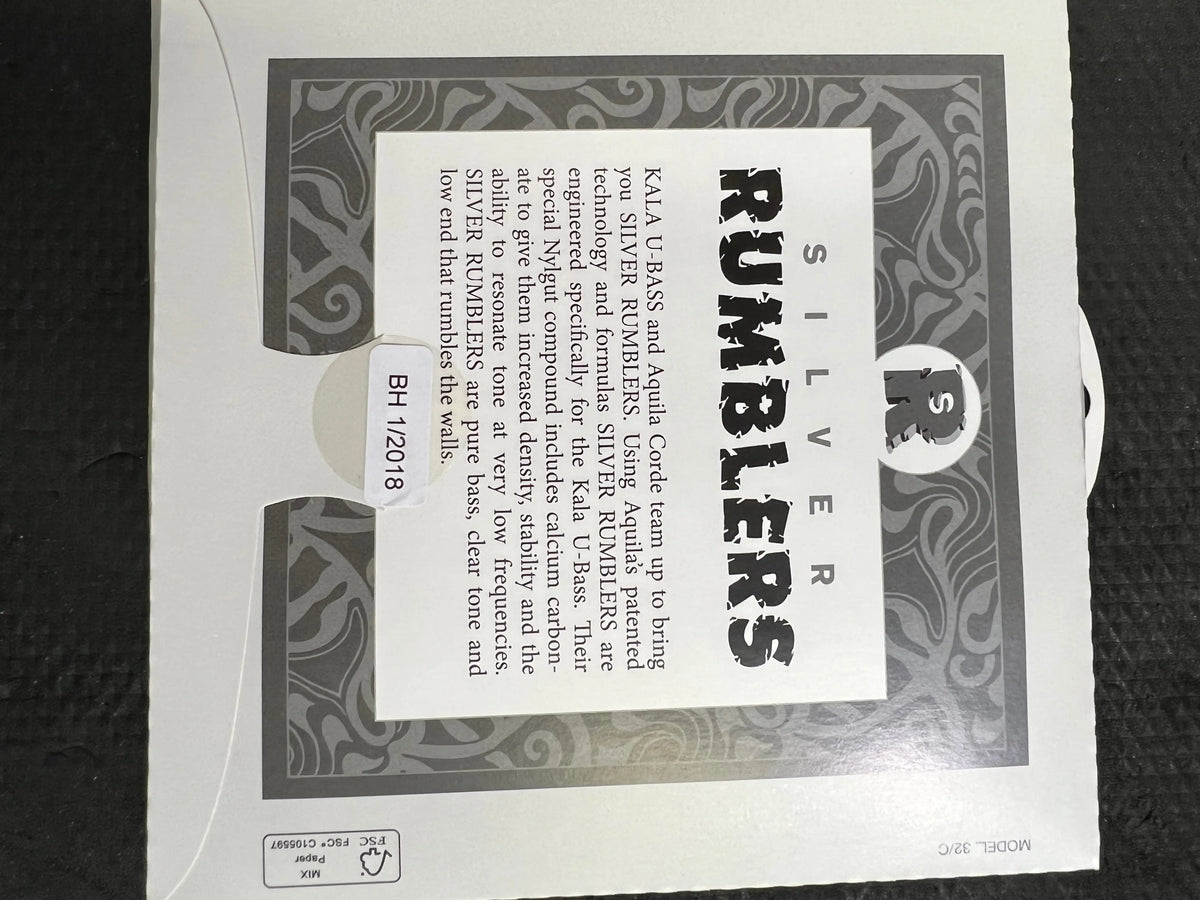 SR
SILVER
RUMBLERS
KALA U-BASS and Aquila Corde team up to bring
you SILVER RUMBLERS. Using Aquila's patented
technology and formulas SILVER RUMBLERS are
engineered specifically for the Kala U-Bass. Their
special Nylgut compound includes calcium carbon-
ate to give them increased density, stability and the
ability to resonate tone at very low frequencies.
SILVER RUMBLERS are pure bass, clear tone and
low end that rumbles the walls.
BH 1/2018
MODEL. 32/C
MIX
Paper
FSC FSC® C105597